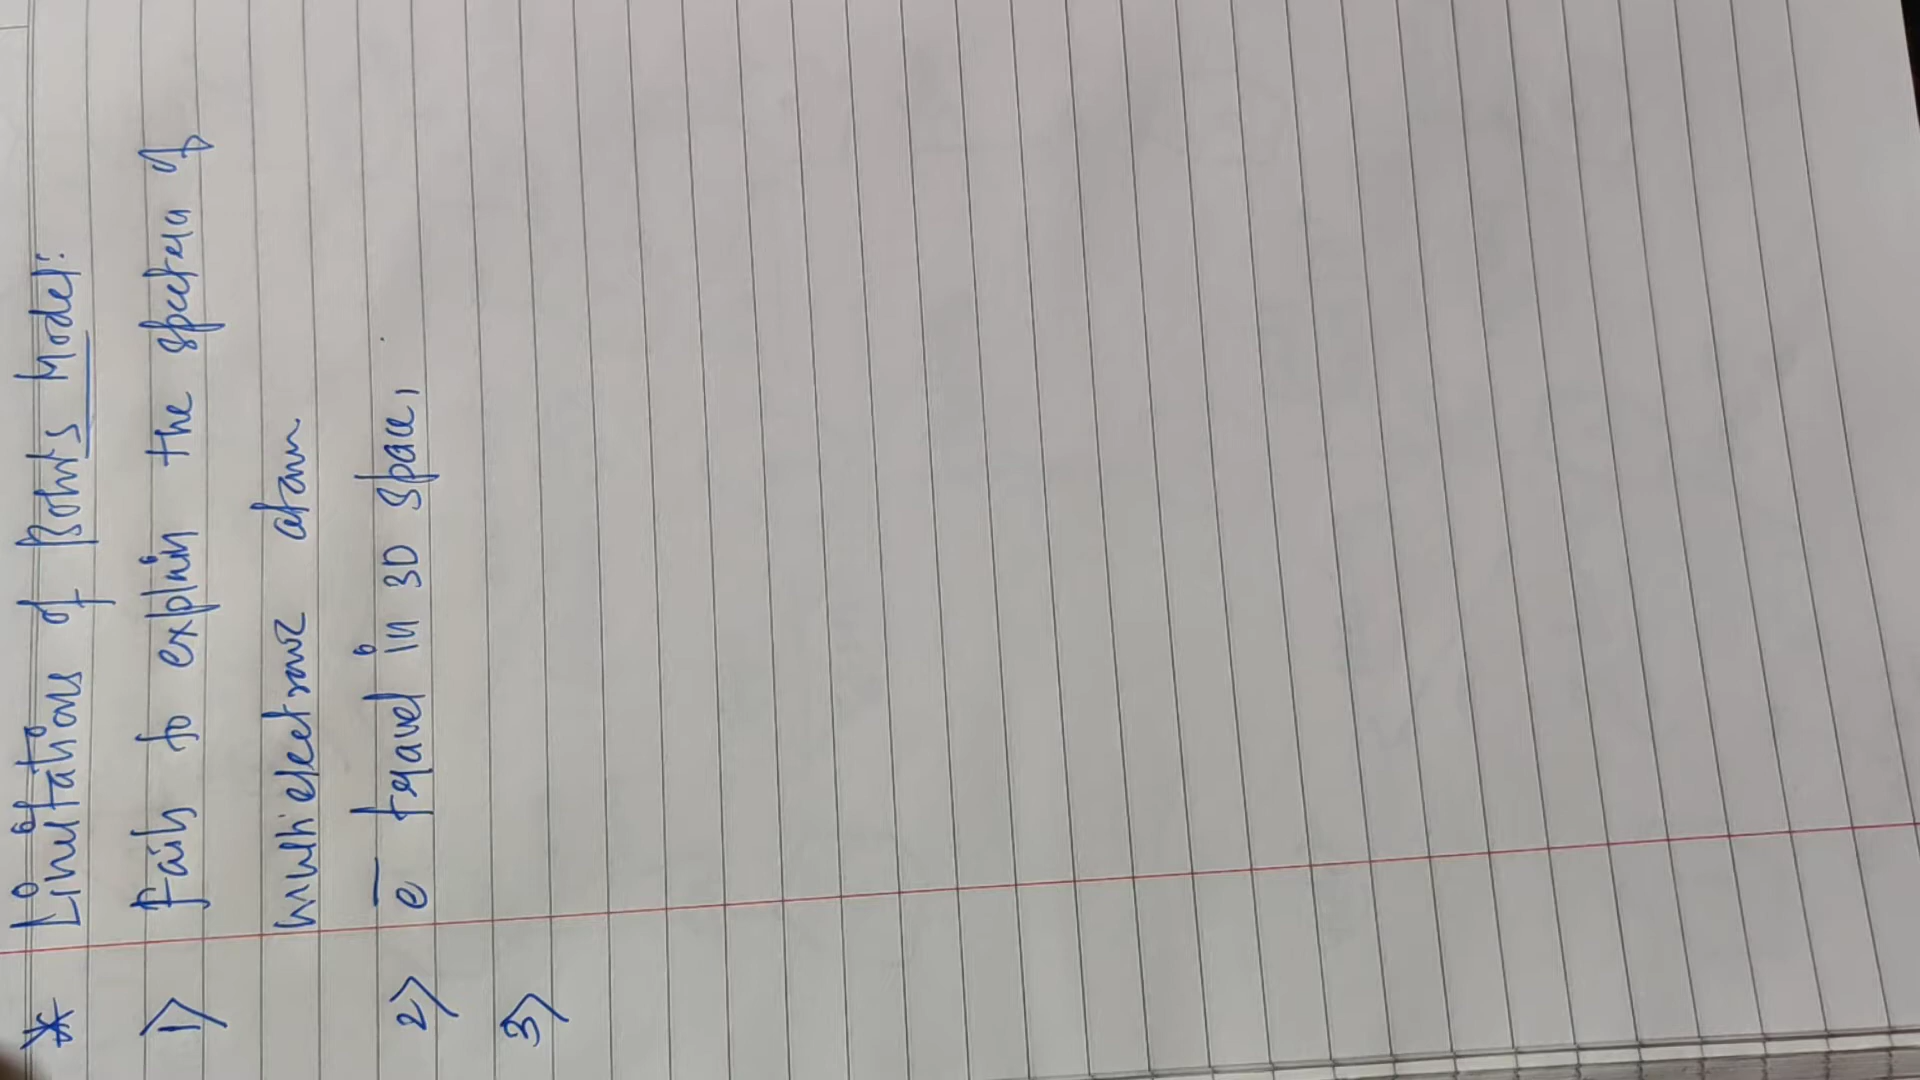 * Limitations of Bohr's Model:
1) Fails to explain the spectra of
multielectronic atom
2) e⁻ travel in 3D space,
3)